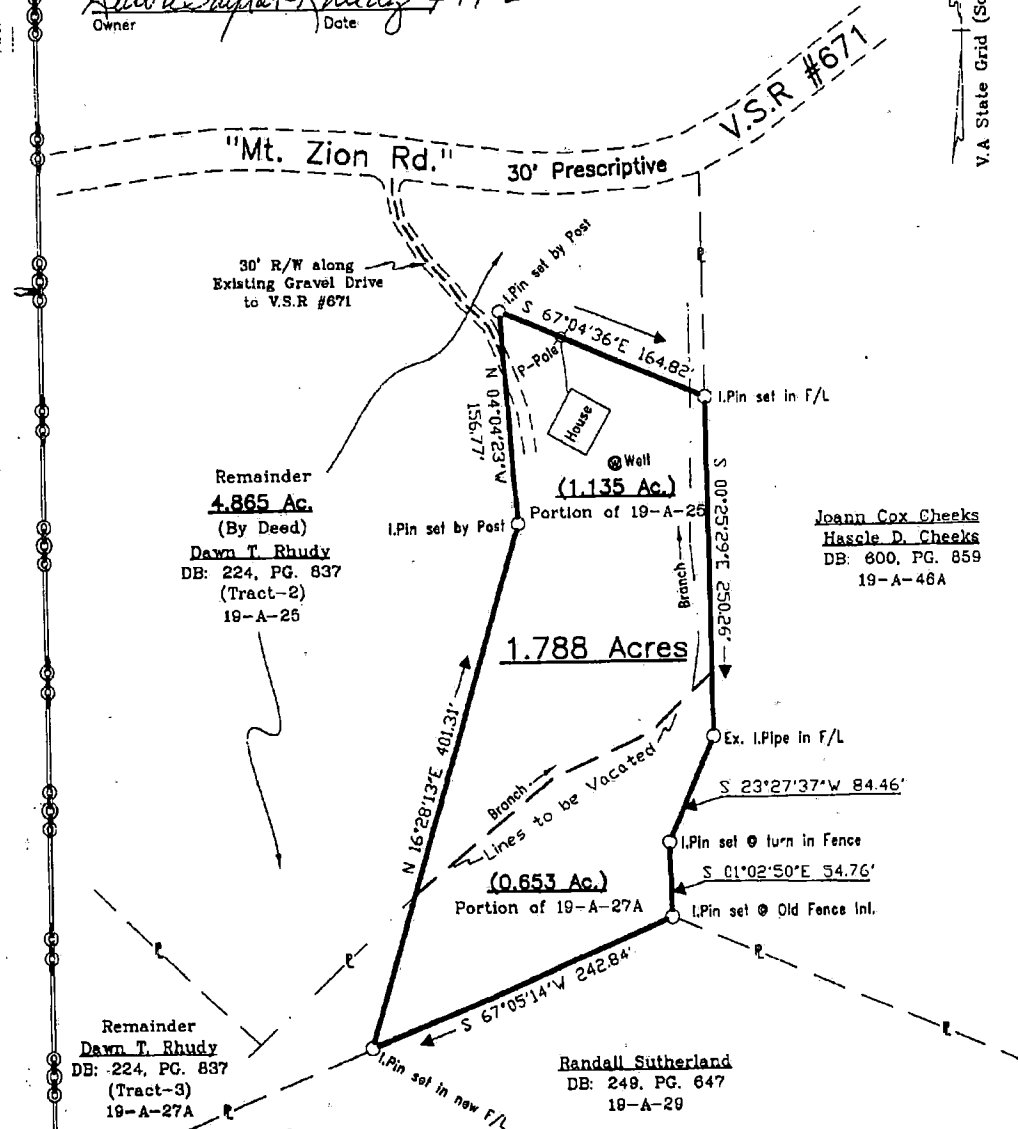 Owner
Date
V.A State Grid
V.S.R #671
"Mt. Zion Rd."
30' Prescriptive
30' R/W along
Existing Gravel Drive
to V.S.R #671
I.Pin set by Post
S 67°04'36"E 164.82'
P-Pole
House
I.Pin set in F/L
N 04°04'23"W
156.77'
Well
(1.135 Ac.)
Portion of 19-A-25
I.Pin set by Post
S 00°25'29"E 250.26'
Branch
Remainder
4.865 Ac.
(By Deed)
Dawn T. Rhudy
DB: 224, PG. 837
(Tract-2)
19-A-25
Joann Cox Cheeks
Hascle D. Cheeks
DB: 600, PG. 859
19-A-46A
1.788 Acres
N 16°28'13"E 401.31'
Ex. I.Pipe in F/L
Branch
Lines to be Vacated
S 23°27'37"W 84.46'
I.Pin set @ turn in Fence
S 01°02'50"E 54.76'
(0.653 Ac.)
Portion of 19-A-27A
I.Pin set @ Old Fence Int.
S 67°05'14"W 242.84'
Remainder
Dawn T. Rhudy
DB: 224, PG. 837
(Tract-3)
19-A-27A
I.Pin set in new F/L
Randall Sutherland
DB: 249, PG. 647
19-A-29